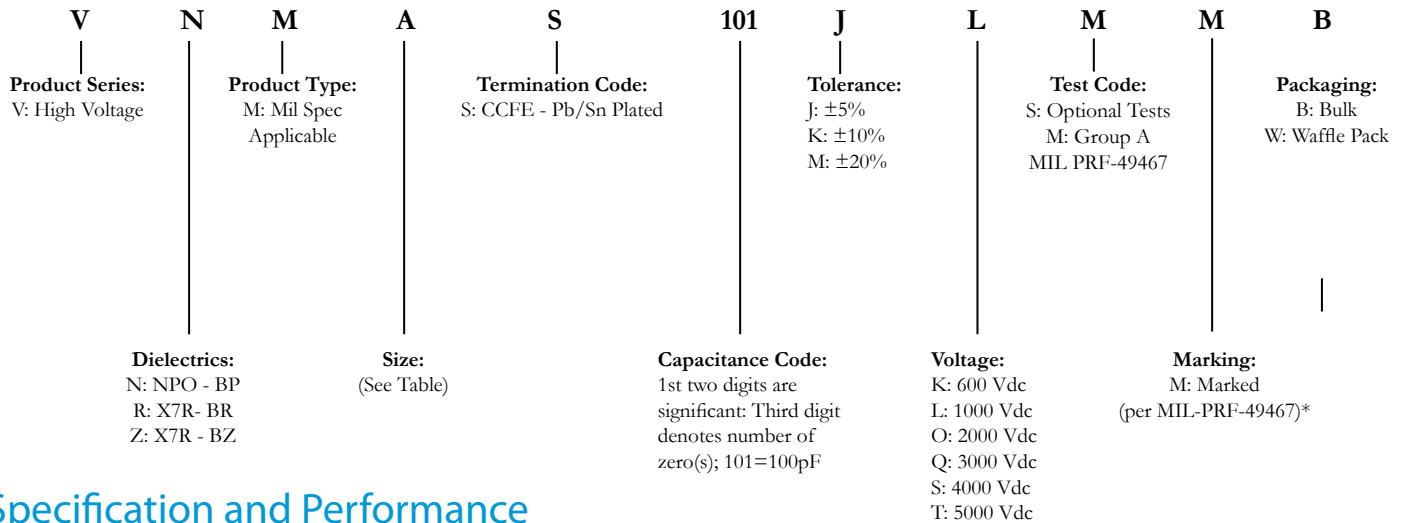 V N M A S 101 J L M M B
Product Series:
V: High Voltage
Product Type:
M: Mil Spec
Applicable
Termination Code:
S: CCFE - Pb/Sn Plated
Tolerance:
J: ±5%
K: ±10%
M: ±20%
Test Code:
S: Optional Tests
M: Group A
MIL PRF-49467
Packaging:
B: Bulk
W: Waffle Pack
Dielectrics:
N: NPO - BP
R: X7R- BR
Z: X7R - BZ
Size:
(See Table)
Capacitance Code:
1st two digits are
significant: Third digit
denotes number of
zero(s); 101=100pF
Voltage:
K: 600 Vdc
L: 1000 Vdc
O: 2000 Vdc
Q: 3000 Vdc
S: 4000 Vdc
T: 5000 Vdc
Marking:
M: Marked
(per MIL-PRF-49467)*
Specification and Performance